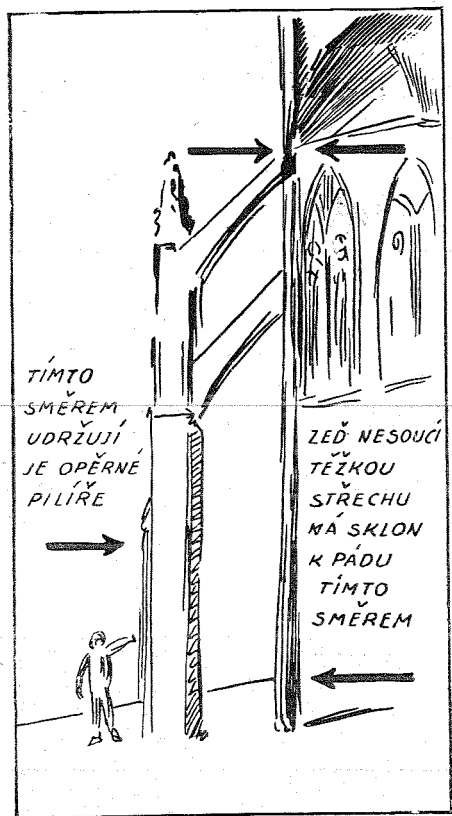 TÍMTO
SMĚREM
UDRŽUJÍ
JE OPĚRNÉ
PILÍŘE
ZEĎ NESOUCÍ
TĚŽKOU
STŘECHU
MÁ SKLON
K PÁDU
TÍMTO
SMĚREM